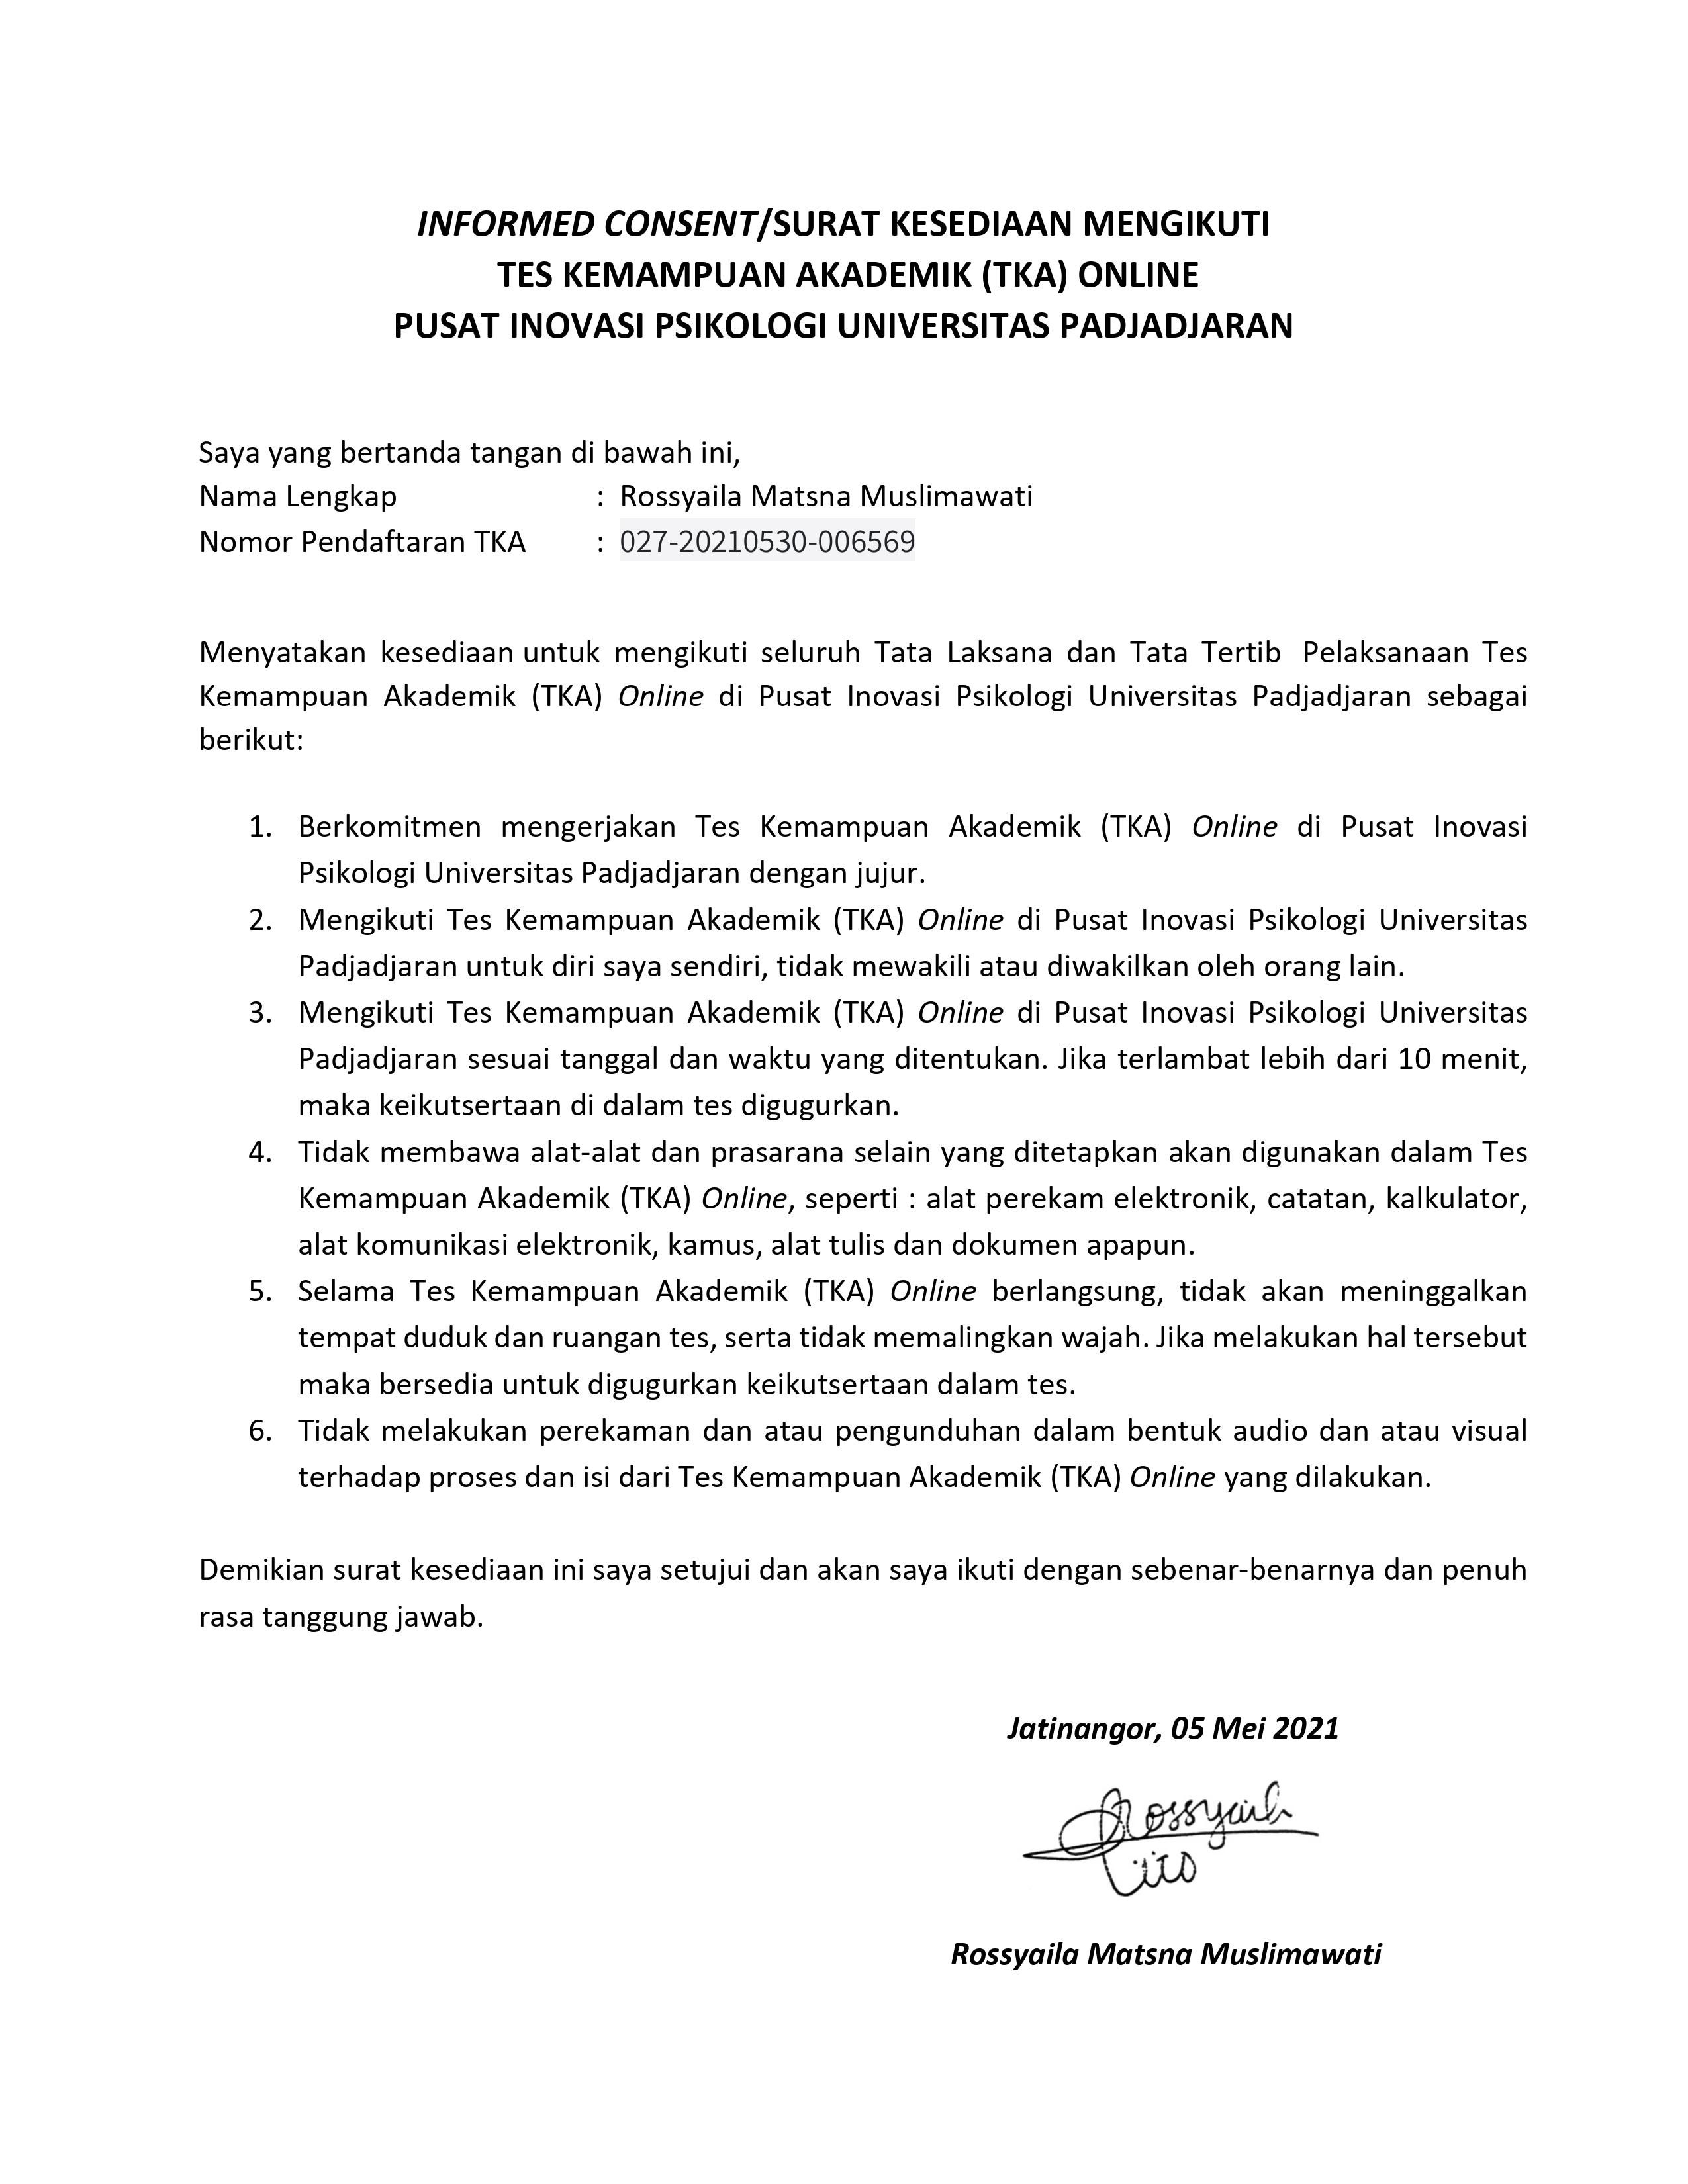 INFORMED CONSENT/SURAT KESEDIAAN MENGIKUTI
TES KEMAMPUAN AKADEMIK (TKA) ONLINE
PUSAT INOVASI PSIKOLOGI UNIVERSITAS PADJADJARAN
Saya yang bertanda tangan di bawah ini,
Nama Lengkap : Rossyaila Matsna Muslimawati
Nomor Pendaftaran TKA : 027-20210530-006569
Menyatakan kesediaan untuk mengikuti seluruh Tata Laksana dan Tata Tertib Pelaksanaan Tes
Kemampuan Akademik (TKA) Online di Pusat Inovasi Psikologi Universitas Padjadjaran sebagai
berikut:
1. Berkomitmen mengerjakan Tes Kemampuan Akademik (TKA) Online di Pusat Inovasi
Psikologi Universitas Padjadjaran dengan jujur.
2. Mengikuti Tes Kemampuan Akademik (TKA) Online di Pusat Inovasi Psikologi Universitas
Padjadjaran untuk diri saya sendiri, tidak mewakili atau diwakilkan oleh orang lain.
3. Mengikuti Tes Kemampuan Akademik (TKA) Online di Pusat Inovasi Psikologi Universitas
Padjadjaran sesuai tanggal dan waktu yang ditentukan. Jika terlambat lebih dari 10 menit,
maka keikutsertaan di dalam tes digugurkan.
4. Tidak membawa alat-alat dan prasarana selain yang ditetapkan akan digunakan dalam Tes
Kemampuan Akademik (TKA) Online, seperti : alat perekam elektronik, catatan, kalkulator,
alat komunikasi elektronik, kamus, alat tulis dan dokumen apapun.
5. Selama Tes Kemampuan Akademik (TKA) Online berlangsung, tidak akan meninggalkan
tempat duduk dan ruangan tes, serta tidak memalingkan wajah. Jika melakukan hal tersebut
maka bersedia untuk digugurkan keikutsertaan dalam tes.
6. Tidak melakukan perekaman dan atau pengunduhan dalam bentuk audio dan atau visual
terhadap proses dan isi dari Tes Kemampuan Akademik (TKA) Online yang dilakukan.
Demikian surat kesediaan ini saya setujui dan akan saya ikuti dengan sebenar-benarnya dan penuh
rasa tanggung jawab.
Jatinangor, 05 Mei 2021
Rossyaila Matsna Muslimawati